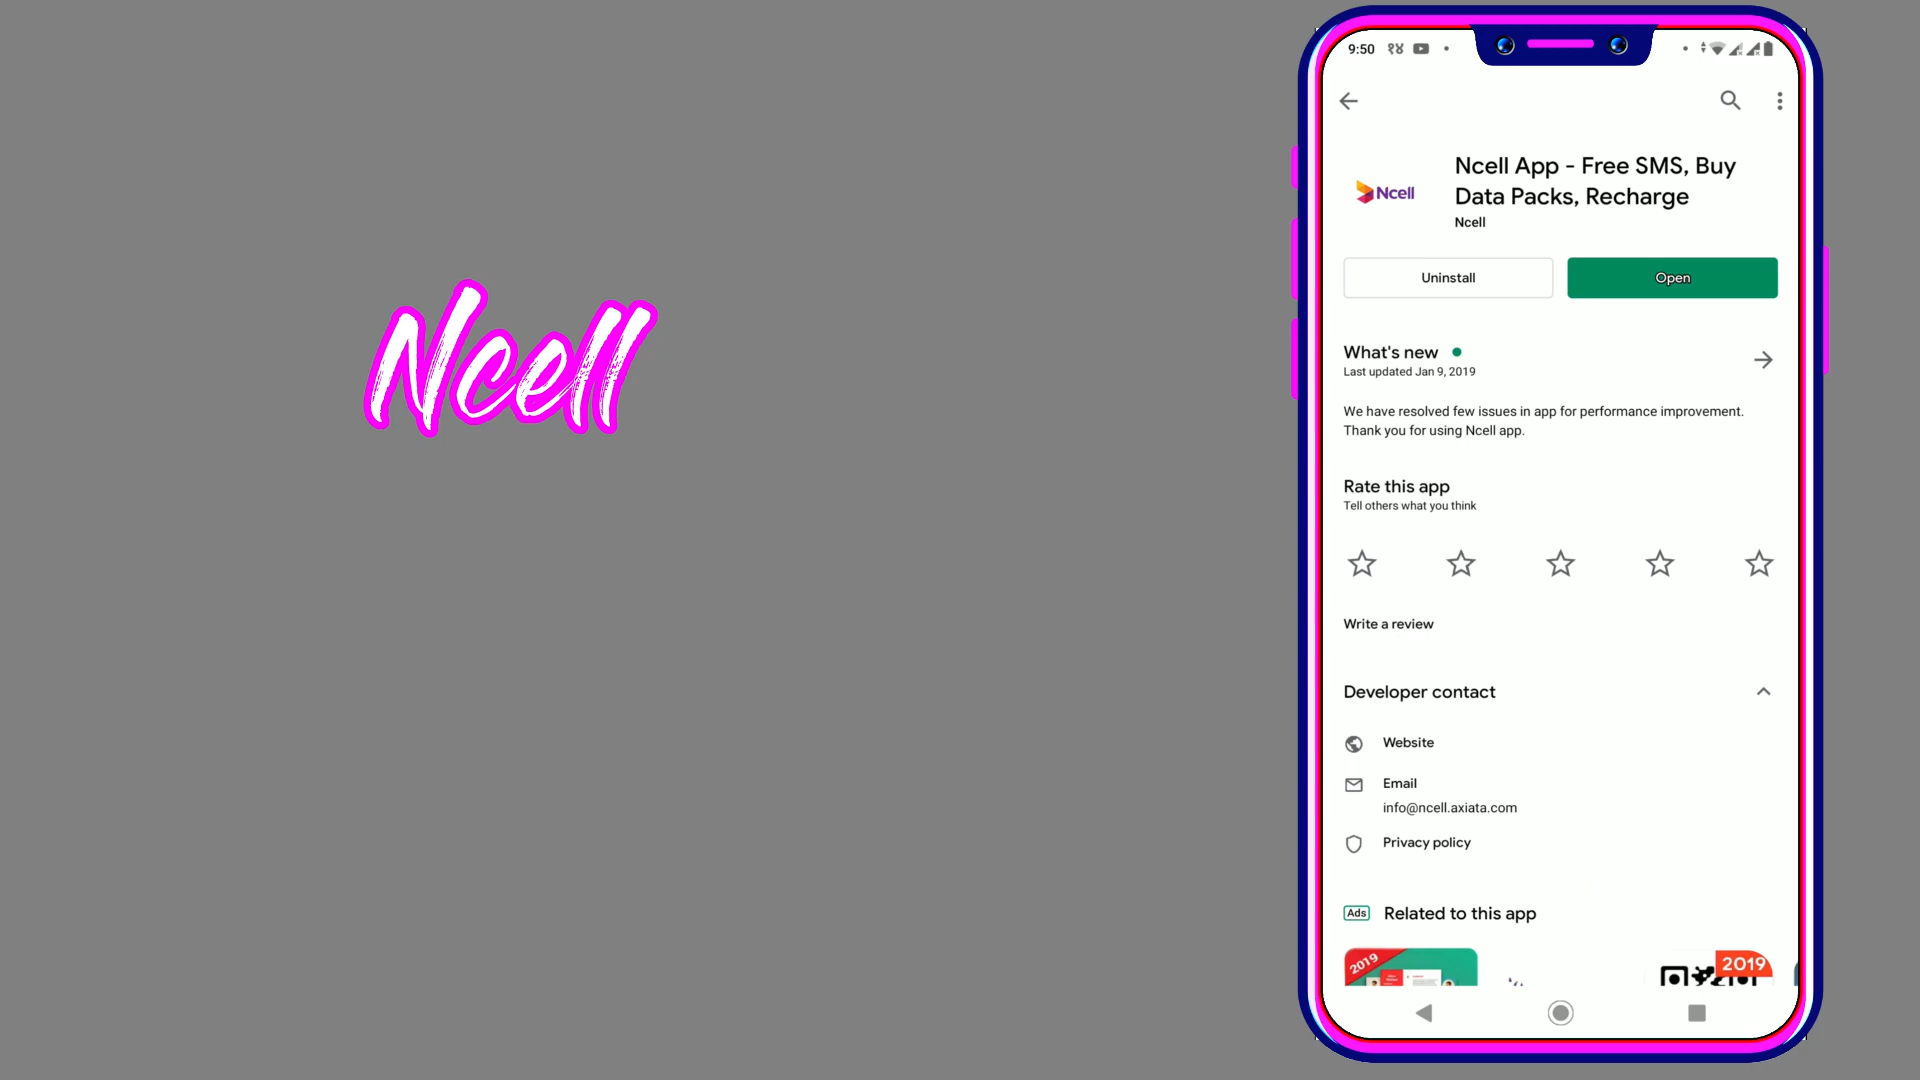 Ncell
9:50 १४
Ncell
Ncell App - Free SMS, Buy
Data Packs, Recharge
Ncell
Uninstall
Open
What's new
Last updated Jan 9, 2019
We have resolved few issues in app for performance improvement.
Thank you for using Ncell app.
Rate this app
Tell others what you think
Write a review
Developer contact
Website
Email
info@ncell.axiata.com
Privacy policy
Ads Related to this app
2019
2019